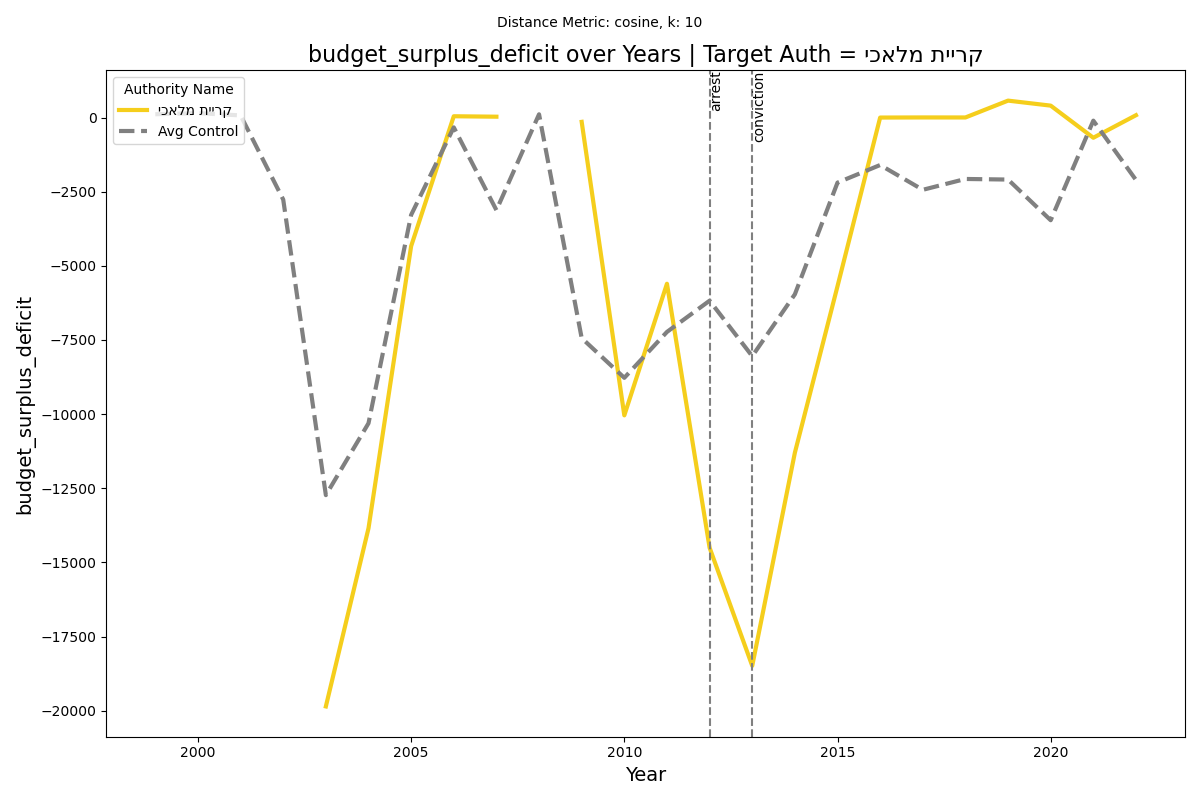 Distance Metric: cosine, k: 10
budget_surplus_deficit over Years | Target Auth = קריית מלאכי
Authority Name
קריית מלאכי
Avg Control
arrest
conviction
budget_surplus_deficit
0
−2500
−5000
−7500
−10000
−12500
−15000
−17500
−20000
2000 2005 2010 2015 2020
Year